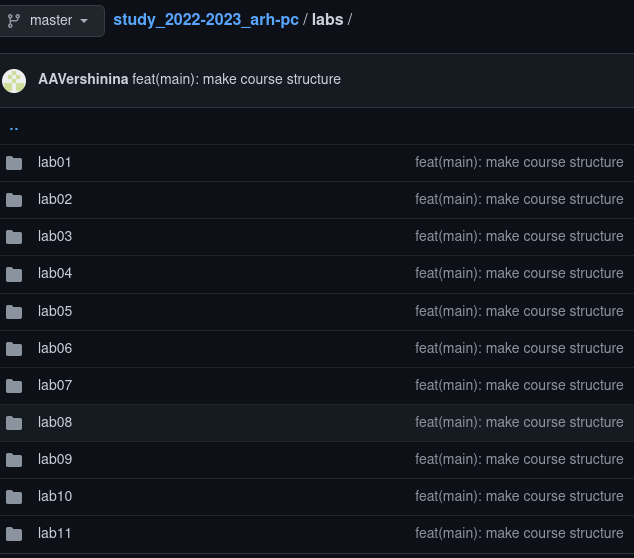 master study_2022-2023_arh-pc / labs /
AAVershinina feat(main): make course structure
..
lab01 feat(main): make course structure
lab02 feat(main): make course structure
lab03 feat(main): make course structure
lab04 feat(main): make course structure
lab05 feat(main): make course structure
lab06 feat(main): make course structure
lab07 feat(main): make course structure
lab08 feat(main): make course structure
lab09 feat(main): make course structure
lab10 feat(main): make course structure
lab11 feat(main): make course structure